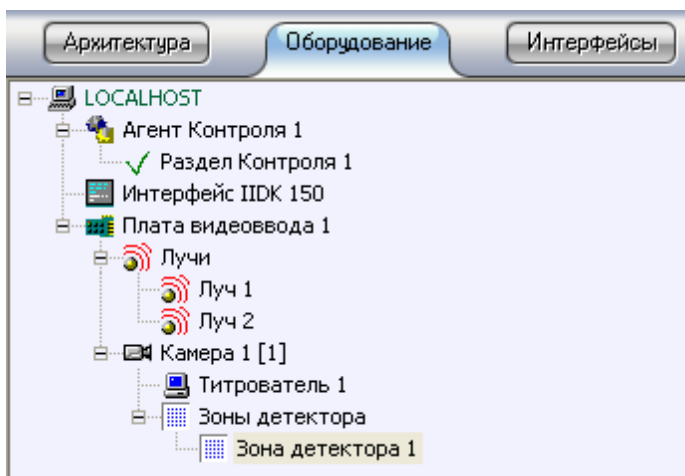 Архитектура Оборудование Интерфейсы
LOCALHOST
Агент Контроля 1
Раздел Контроля 1
Интерфейс IIDK 150
Плата видеоввода 1
Лучи
Луч 1
Луч 2
Камера 1 [1]
Титрователь 1
Зоны детектора
Зона детектора 1